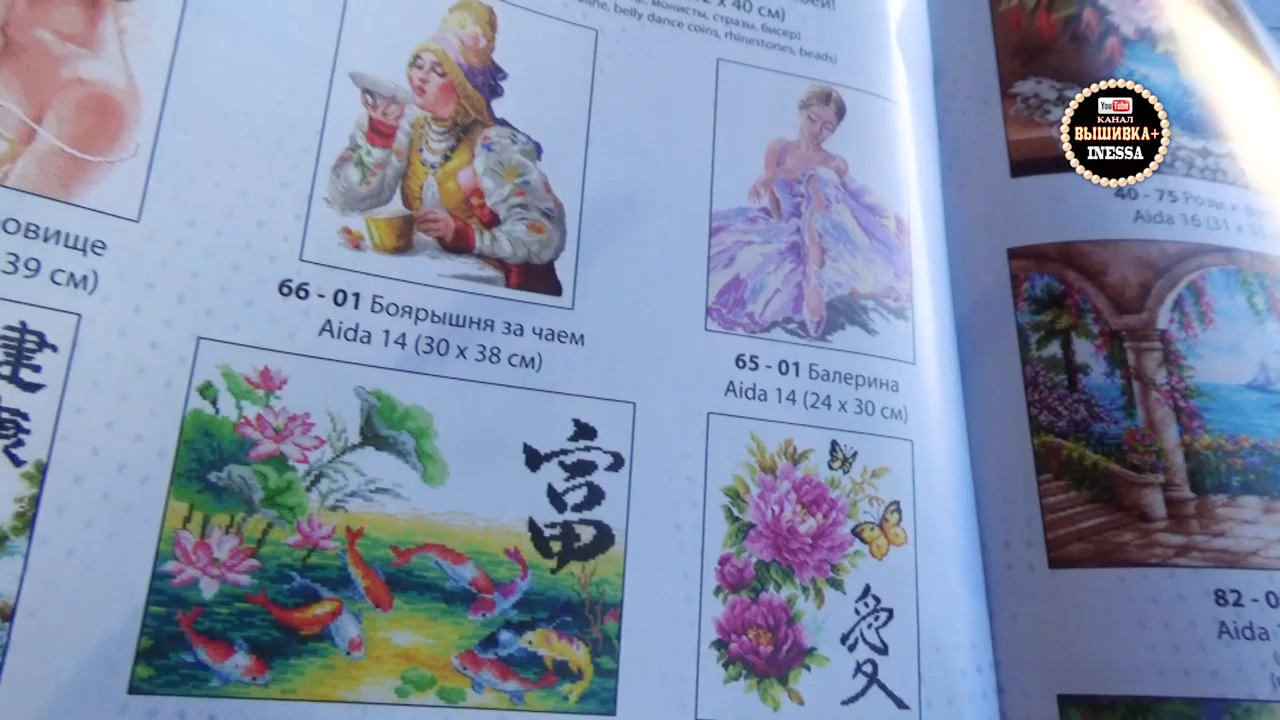 40 см)
монисты, стразы, бисер)
belly dance coins, rhinestones, beads)
39 см)
66 - 01 Боярышня за чаем
Aida 14 (30 x 38 см)
65 - 01 Балерина
Aida 14 (24 x 30 см)
富
愛
YouTube
КАНАЛ
ВЫШИВКА+
INESSA
40 - 75 Розы и
Aida 16 (31 x
82 - 0
Aida